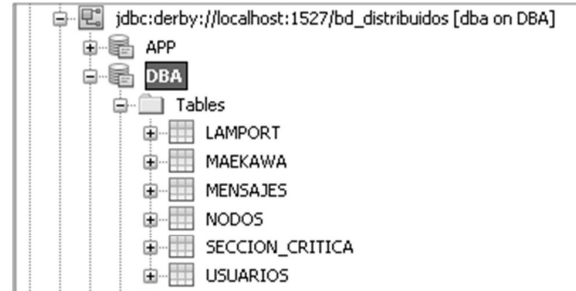 jdbc:derby://localhost:1527/bd_distribuidos [dba on DBA]
APP
DBA
Tables
LAMPORT
MAEKAWA
MENSAJES
NODOS
SECCION_CRITICA
USUARIOS